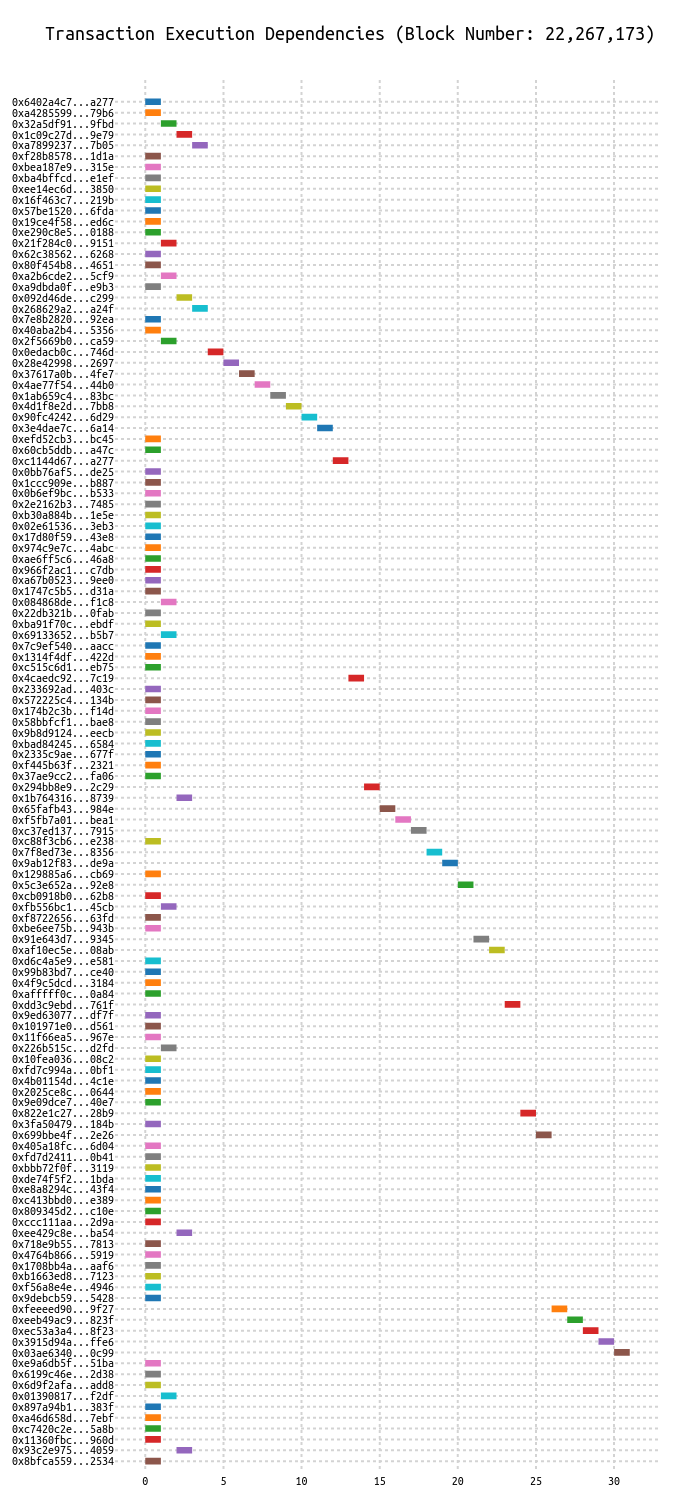 Transaction Execution Dependencies (Block Number: 22,267,173)
0x6402a4c7...a277
0xa4285599...79b6
0x32a5df91...9fbd
0x1c09c27d...9e79
0xa7899237...7b05
0xf28b8578...1d1a
0xbea187e9...315e
0xba4bffcd...e1ef
0xee14ec6d...3850
0x16f463c7...219b
0x57be1520...6fda
0x19ce4f58...ed6c
0xe290c8e5...0188
0x21f284c0...9151
0x62c38562...6268
0x80f454b8...4651
0xa2b6cde2...5cf9
0xa9dbda0f...e9b3
0x092d46de...c299
0x268629a2...a24f
0x7e8b2820...92ea
0x40aba2b4...5356
0x2f5669b0...ca59
0x0edacb0c...746d
0x28e42998...2697
0x37617a0b...4fe7
0x4ae77f54...44b0
0x1ab659c4...83bc
0x4d1f8e2d...7bb8
0x90fc4242...6d29
0x3e4dae7c...6a14
0xefd52cb3...bc45
0x60cb5ddb...a47c
0xc1144d67...a277
0x0bb76af5...de25
0x1ccc909e...b887
0x0b6ef9bc...b533
0x2e2162b3...7485
0xb30a884b...1e5e
0x02e61536...3eb3
0x17d80f59...43e8
0x974c9e7c...4abc
0xae6ff5c6...46a8
0x966f2ac1...c7db
0xa67b0523...9ee0
0x1747c5b5...d31a
0x084868de...f1c8
0x22db321b...0fab
0xba91f70c...ebdf
0x69133652...b5b7
0x7c9ef540...aacc
0x1314f4df...422d
0xc515c6d1...eb75
0x4caedc92...7c19
0x233692ad...403c
0x572225c4...134b
0x174b2c3b...f14d
0x58bbfcf1...bae8
0x9b8d9124...eecb
0xbad84245...6584
0x2335c9ae...677f
0xf445b63f...2321
0x37ae9cc2...fa06
0x294bb8e9...2c29
0x1b764316...8739
0x65fafb43...984e
0xf5fb7a01...bea1
0xc37ed137...7915
0xc88f3cb6...e238
0x7f8ed73e...8356
0x9ab12f83...de9a
0x129885a6...cb69
0x5c3e652a...92e8
0xcb0918b0...62b8
0xfb556bc1...45cb
0xf8722656...63fd
0xbe6ee75b...943b
0x91e643d7...9345
0xaf10ec5e...08ab
0xd6c4a5e9...e581
0x99b83bd7...ce40
0x4f9c5dcd...3184
0xafffff0c...0a84
0xdd3c9ebd...761f
0x9ed63077...df7f
0x101971e0...d561
0x11f66ea5...967e
0x226b515c...d2fd
0x10fea036...08c2
0xfd7c994a...0bf1
0x4b01154d...4c1e
0x2025ce8c...0644
0x9e09dce7...40e7
0x822e1c27...28b9
0x3fa50479...184b
0x699bbe4f...2e26
0x405a18fc...6d04
0xfd7d2411...0b41
0xbbb72f0f...3119
0xde74f5f2...1bda
0xe8a8294c...43f4
0xc413bbd0...e389
0x809345d2...c10e
0xccc111aa...2d9a
0xee429c8e...ba54
0x718e9b55...7813
0x4764b866...5919
0x1708bb4a...aaf6
0xb1663ed8...7123
0xf56a8e4e...4946
0x9debcb59...5428
0xfeeeed90...9f27
0xeeb49ac9...823f
0xec53a3a4...8f23
0x3915d94a...ffe6
0x03ae6340...0c99
0xe9a6db5f...51ba
0x6199c46e...2d38
0x6d9f2afa...add8
0x01390817...f2df
0x897a94b1...383f
0xa46d658d...7ebf
0xc7420c2e...5a8b
0x11360fbc...960d
0x93c2e975...4059
0x8bfca559...2534
0 5 10 15 20 25 30